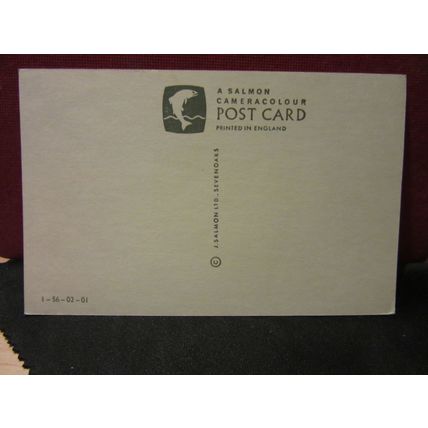 A SALMON
CAMERACOLOUR
POST CARD
PRINTED IN ENGLAND
© J. SALMON LTD., SEVENOAKS
1-56-02-01